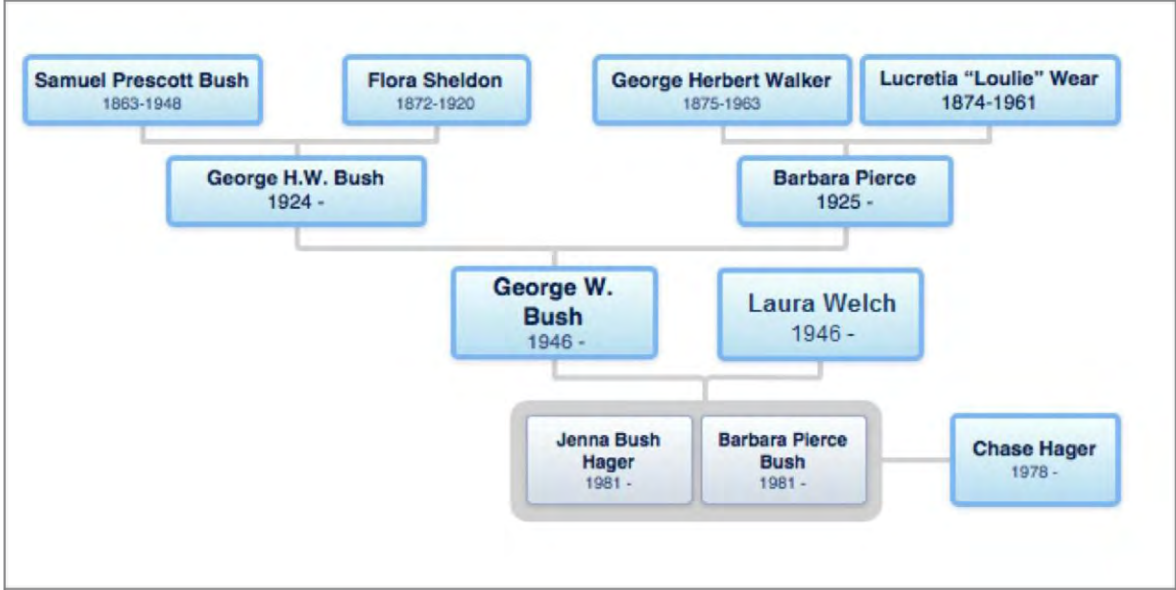 Samuel Prescott Bush
1863-1948
Flora Sheldon
1872-1920
George Herbert Walker
1875-1963
Lucretia “Loulie” Wear
1874-1961
George H.W. Bush
1924 -
Barbara Pierce
1925 -
George W.
Bush
1946 -
Laura Welch
1946 -
Jenna Bush
Hager
1981 -
Barbara Pierce
Bush
1981 -
Chase Hager
1978 -